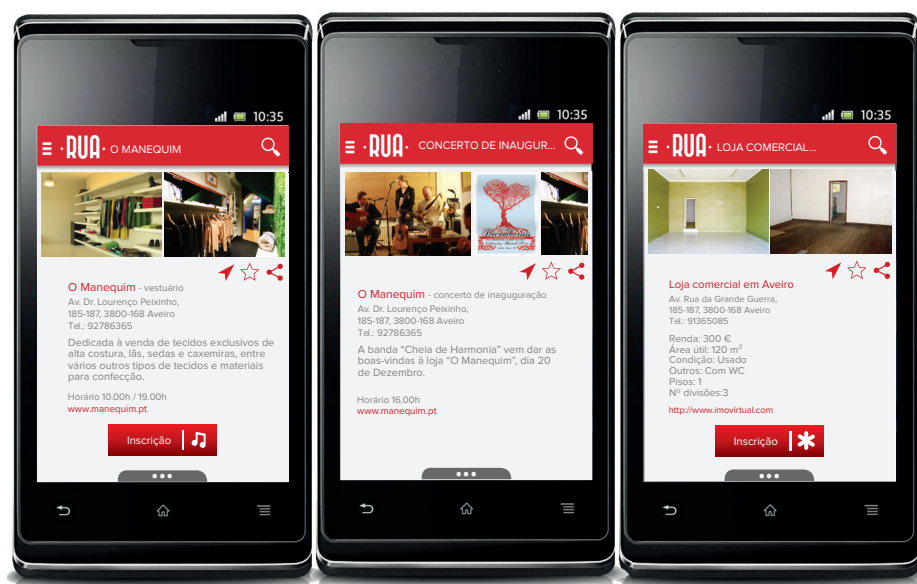 10:35
·RUA· O MANEQUIM
O Manequim - vestuário
Av. Dr. Lourenço Peixinho,
185-187, 3800-168 Aveiro
Tel.: 92786365
Dedicada à venda de tecidos exclusivos de
alta costura, lãs, sedas e caxemiras, entre
vários outros tipos de tecidos e materiais
para confecção.
Horário 10.00h / 19.00h
www.manequim.pt
Inscrição
10:35
·RUA· CONCERTO DE INAUGUR...
O Manequim - concerto de inaguguração
Av. Dr. Lourenço Peixinho,
185-187, 3800-168 Aveiro
Tel.: 92786365
A banda “Cheia de Harmonia” vem dar as
boas-vindas à loja “O Manequim”, dia 20
de Dezembro.
Horário 16.00h
www.manequim.pt
10:35
·RUA· LOJA COMERCIAL...
Loja comercial em Aveiro
Av. Rua da Grande Guerra,
185-187, 3800-168 Aveiro
Tel.: 91365085
Renda: 300 €
Área útil: 120 m²
Condição: Usado
Outros: Com WC
Pisos: 1
Nº divisões:3
http://www.imovirtual.com
Inscrição